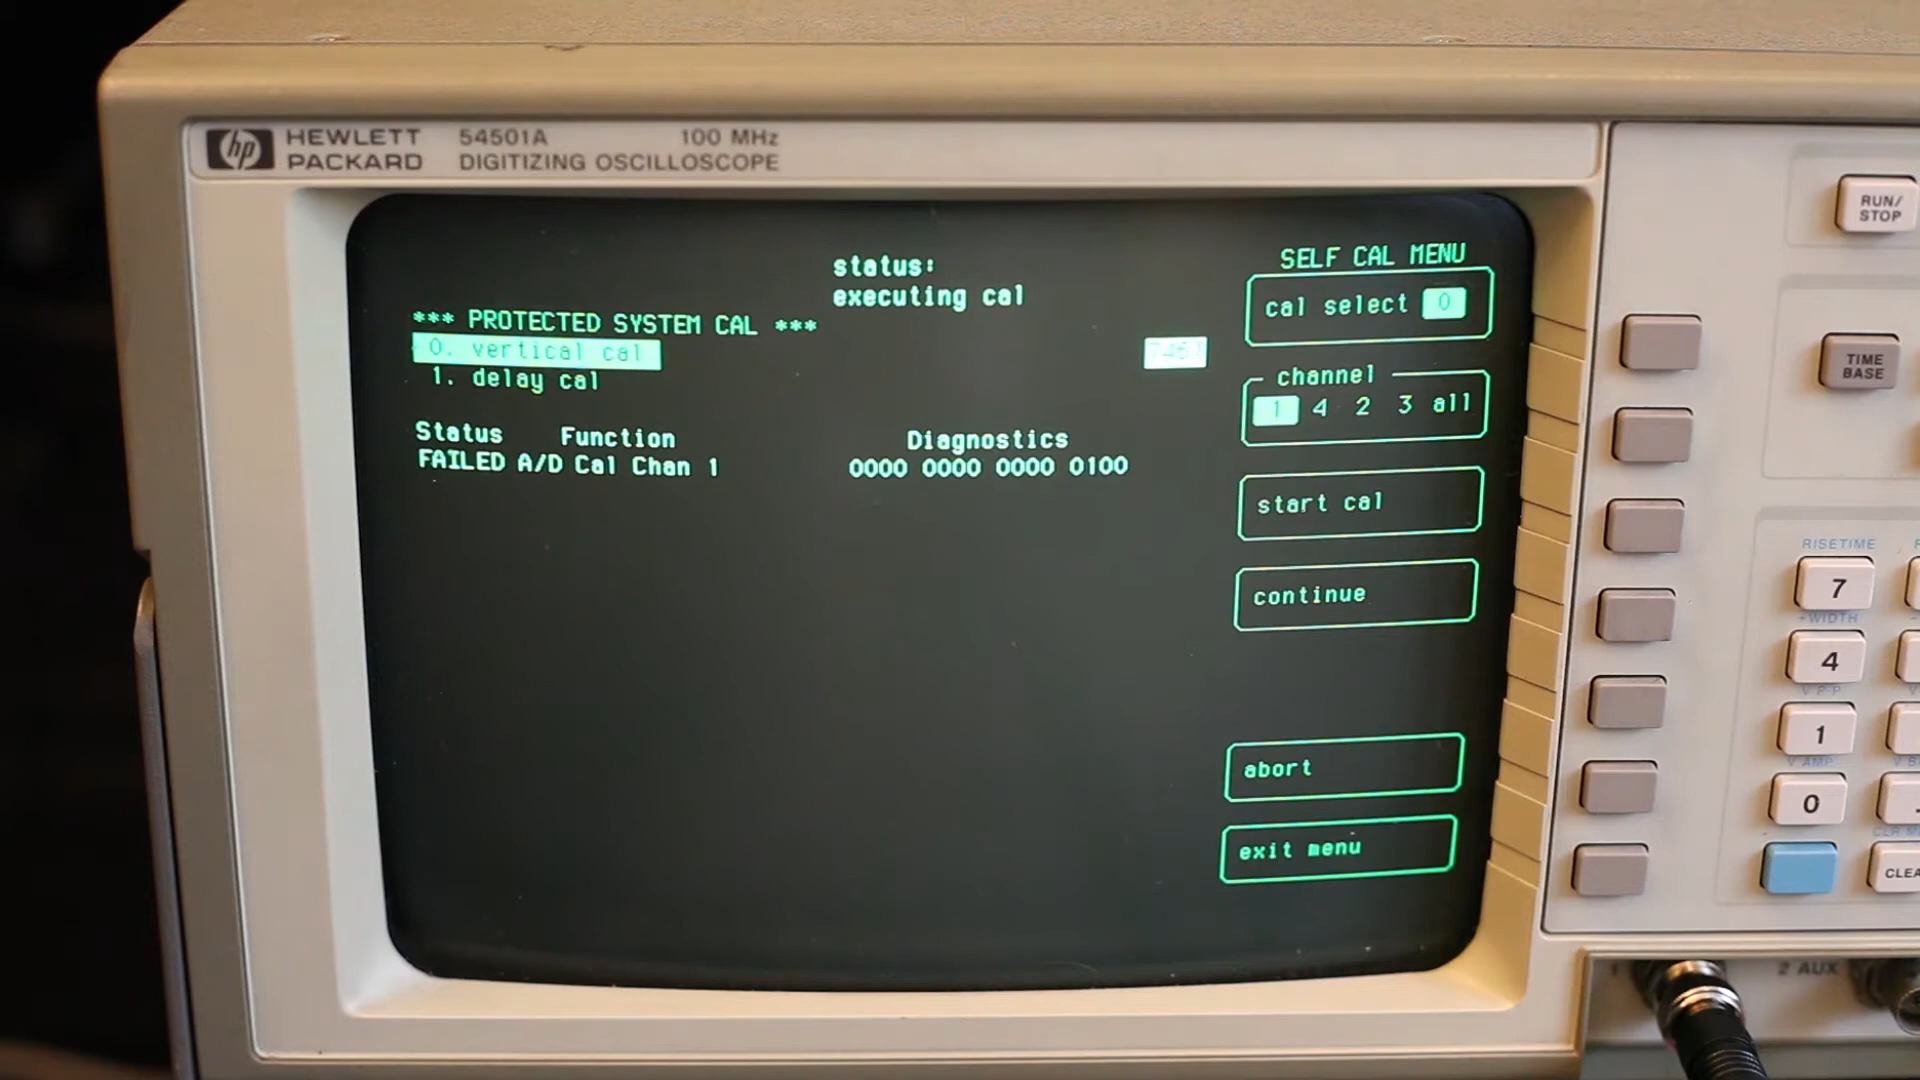 hp HEWLETT PACKARD 54501A 100 MHz
DIGITIZING OSCILLOSCOPE
status:
executing cal
*** PROTECTED SYSTEM CAL ***
0. vertical cal
1. delay cal
Status Function Diagnostics
FAILED A/D Cal Chan 1 0000 0000 0000 0100
SELF CAL MENU
cal select 0
channel
1 4 2 3 all
start cal
continue
abort
exit menu
RUN/
STOP
TIME
BASE
RISETIME
7
+WIDTH
4
V P-P
1
V AMP
0
1
2 AUX